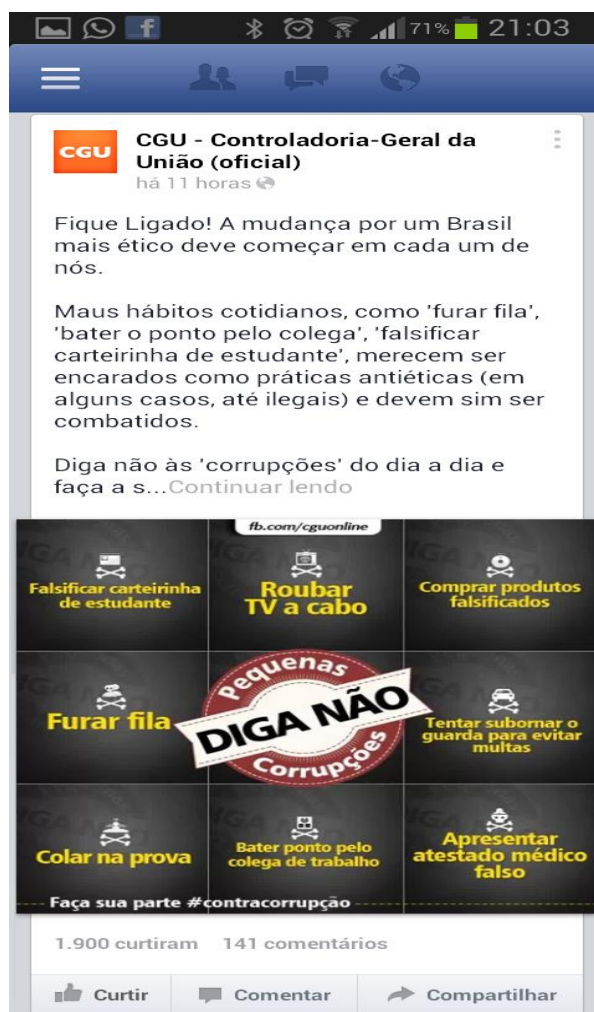 71% 21:03
CGU
CGU - Controladoria-Geral da
União (oficial)
há 11 horas
Fique Ligado! A mudança por um Brasil
mais ético deve começar em cada um de
nós.
Maus hábitos cotidianos, como 'furar fila',
'bater o ponto pelo colega', 'falsificar
carteirinha de estudante', merecem ser
encarados como práticas antiéticas (em
alguns casos, até ilegais) e devem sim ser
combatidos.
Diga não às 'corrupções' do dia a dia e
faça a s...Continuar lendo
fb.com/cguonline
Falsificar carteirinha
de estudante
Roubar
TV a cabo
Comprar produtos
falsificados
Furar fila
Pequenas
DIGA NÃO
Corrupções
Tentar subornar o
guarda para evitar
multas
Colar na prova
Bater ponto pelo
colega de trabalho
Apresentar
atestado médico
falso
Faça sua parte #contracorrupção
1.900 curtiram 141 comentários
Curtir Comentar Compartilhar